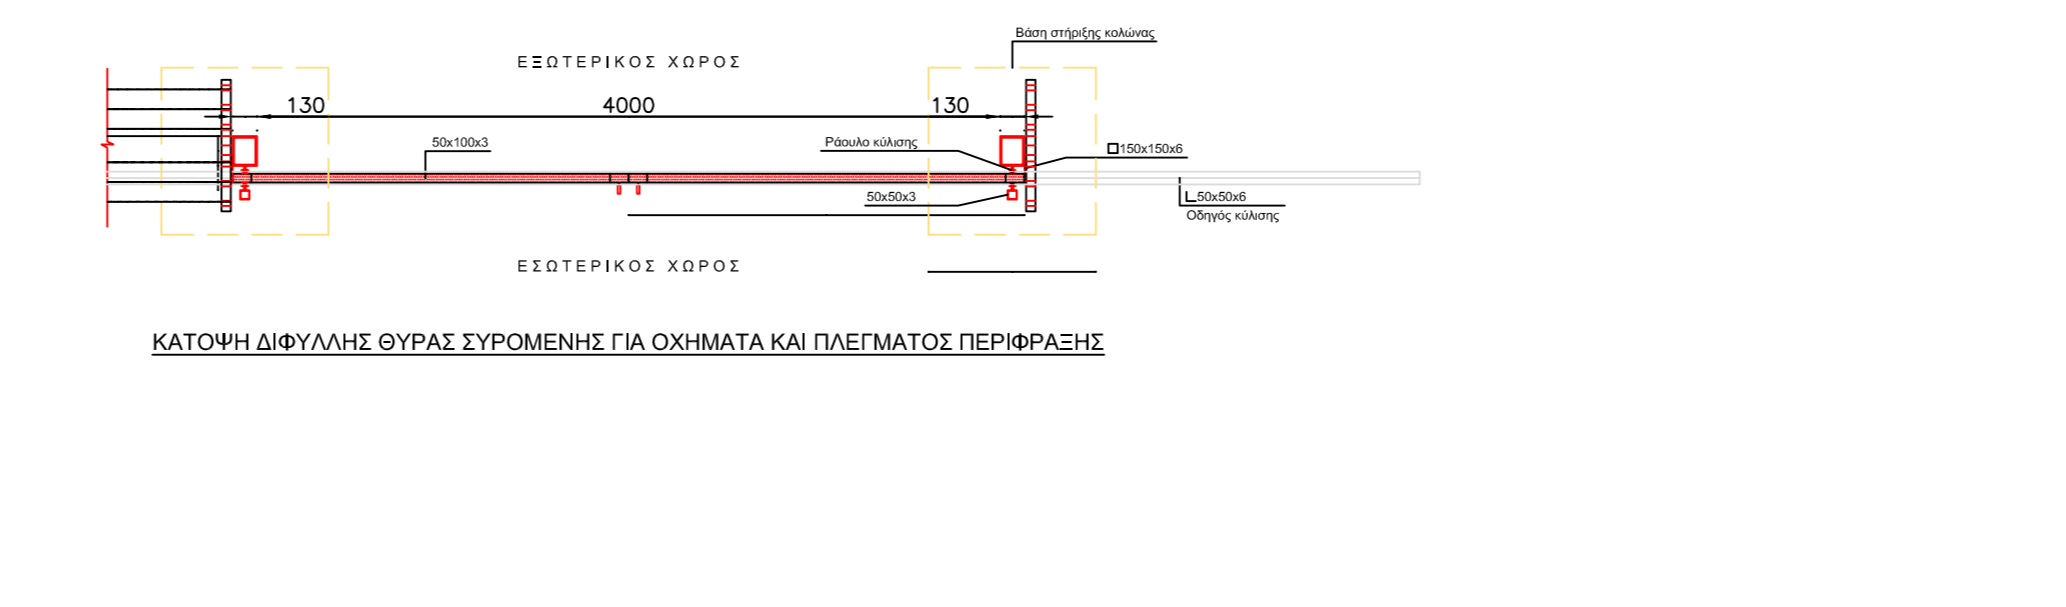 Βάση στήριξης κολώνας
ΕΞΩΤΕΡΙΚΟΣ ΧΩΡΟΣ
130
4000
130
50x100x3
Ράουλο κύλισης
150x150x6
50x50x3
50x50x6
Οδηγός κύλισης
ΕΣΩΤΕΡΙΚΟΣ ΧΩΡΟΣ
ΚΑΤΟΨΗ ΔΙΦΥΛΛΗΣ ΘΥΡΑΣ ΣΥΡΟΜΕΝΗΣ ΓΙΑ ΟΧΗΜΑΤΑ ΚΑΙ ΠΛΕΓΜΑΤΟΣ ΠΕΡΙΦΡΑΞΗΣ